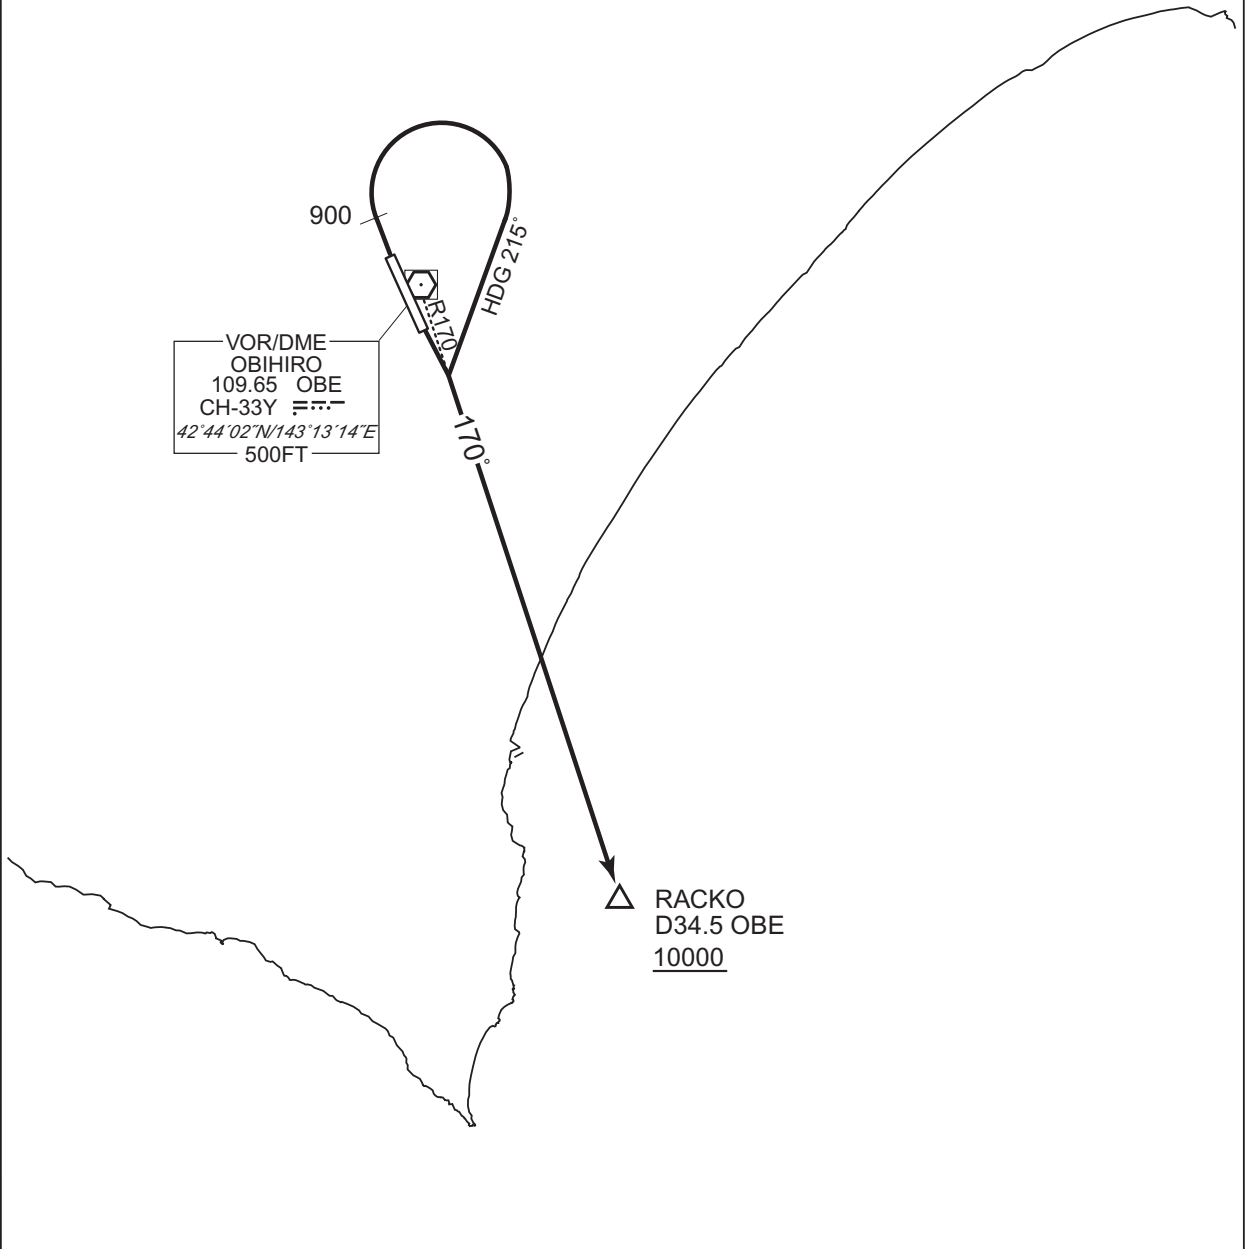 900
HDG 215°
R170
VOR/DME
OBIHIRO
109.65 OBE
CH-33Y
42°44´02˝N/143°13´14˝E
500FT
170°
RACKO
D34.5 OBE
10000